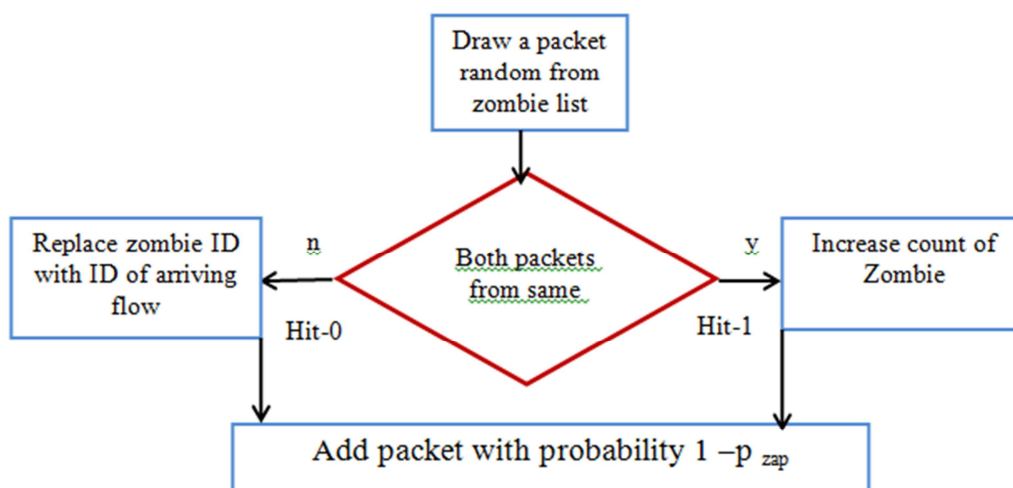 Draw a packet
random from
zombie list
Replace zombie ID
with ID of arriving
flow
n
Both packets
from same
y
Increase count of
Zombie
Hit-0
Hit-1
Add packet with probability 1 –p zap